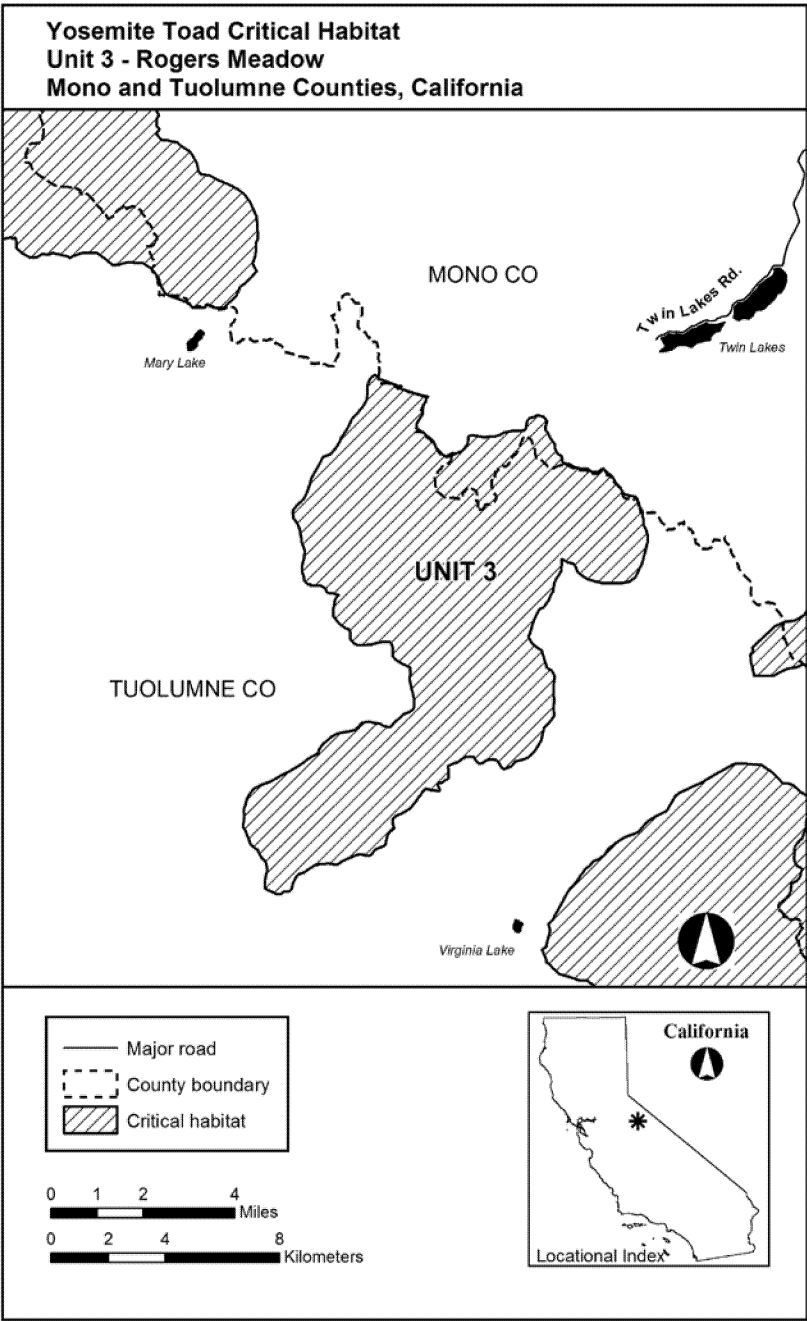 Yosemite Toad Critical Habitat
Unit 3 - Rogers Meadow
Mono and Tuolumne Counties, California
MONO CO
Twin Lakes Rd.
Twin Lakes
Mary Lake
UNIT 3
TUOLUMNE CO
Virginia Lake
Major road
County boundary
Critical habitat
0 1 2 4
Miles
0 2 4 8
Kilometers
California
Locational Index